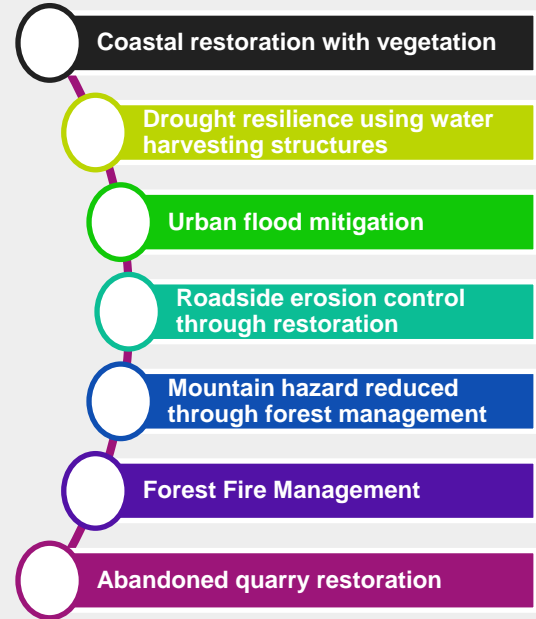 Coastal restoration with vegetation
Drought resilience using water
harvesting structures
Urban flood mitigation
Roadside erosion control
through restoration
Mountain hazard reduced
through forest management
Forest Fire Management
Abandoned quarry restoration